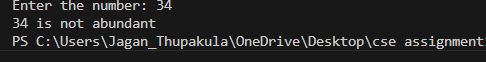 Enter the number: 34
34 is not abundant
PS C:\Users\Jagan_Thupakula\OneDrive\Desktop\cse assignment